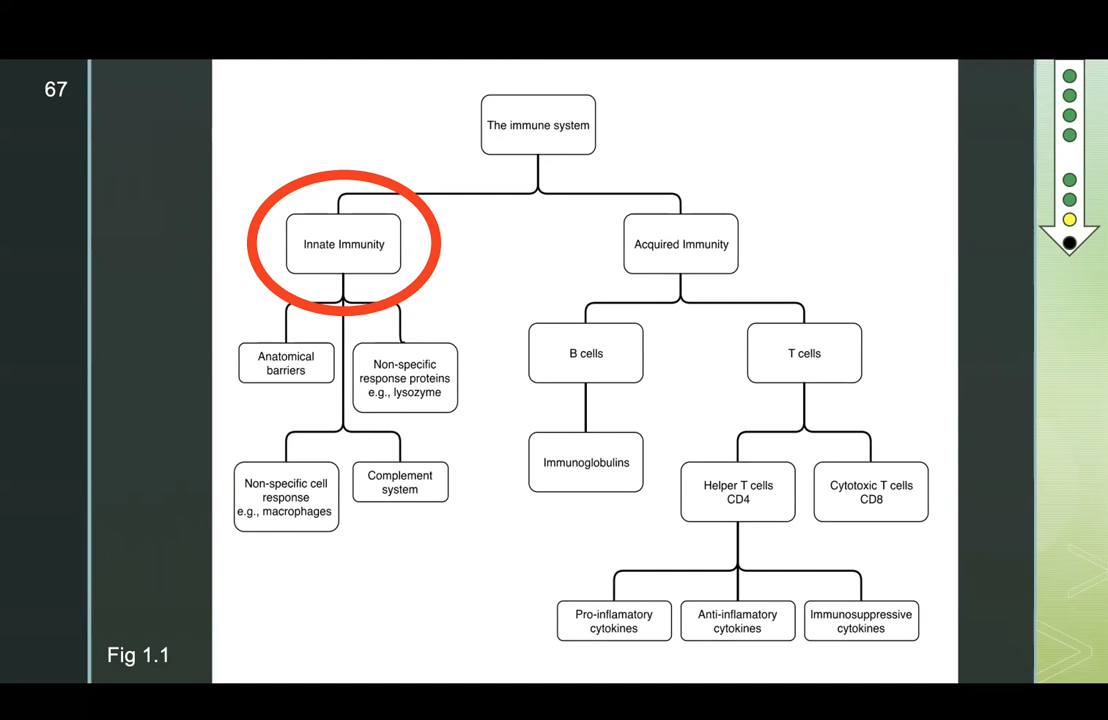 67
The immune system
Innate Immunity
Acquired Immunity
Anatomical
barriers
Non-specific
response proteins
e.g., lysozyme
B cells
T cells
Non-specific cell
response
e.g., macrophages
Complement
system
Immunoglobulins
Helper T cells
CD4
Cytotoxic T cells
CD8
Pro-inflamatory
cytokines
Anti-inflamatory
cytokines
Immunosuppressive
cytokines
Fig 1.1